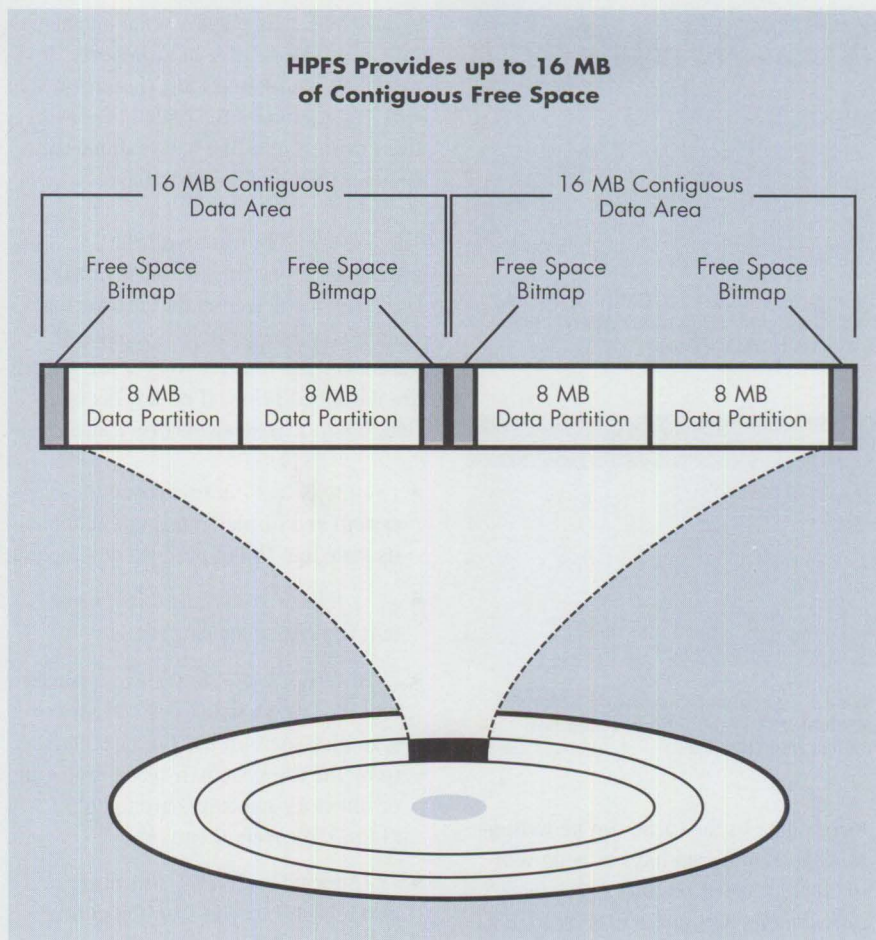 HPFS Provides up to 16 MB
of Contiguous Free Space
16 MB Contiguous
Data Area
16 MB Contiguous
Data Area
Free Space
Bitmap
Free Space
Bitmap
Free Space
Bitmap
Free Space
Bitmap
8 MB
Data Partition
8 MB
Data Partition
8 MB
Data Partition
8 MB
Data Partition